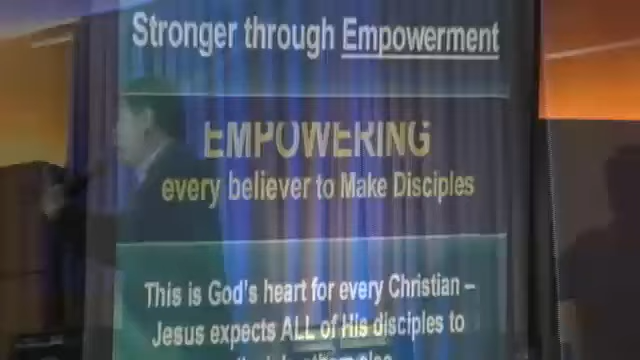 Stronger through Empowerment
EMPOWERING
every believer to Make Disciples
This is God's heart for every Christian –
Jesus expects ALL of His disciples to